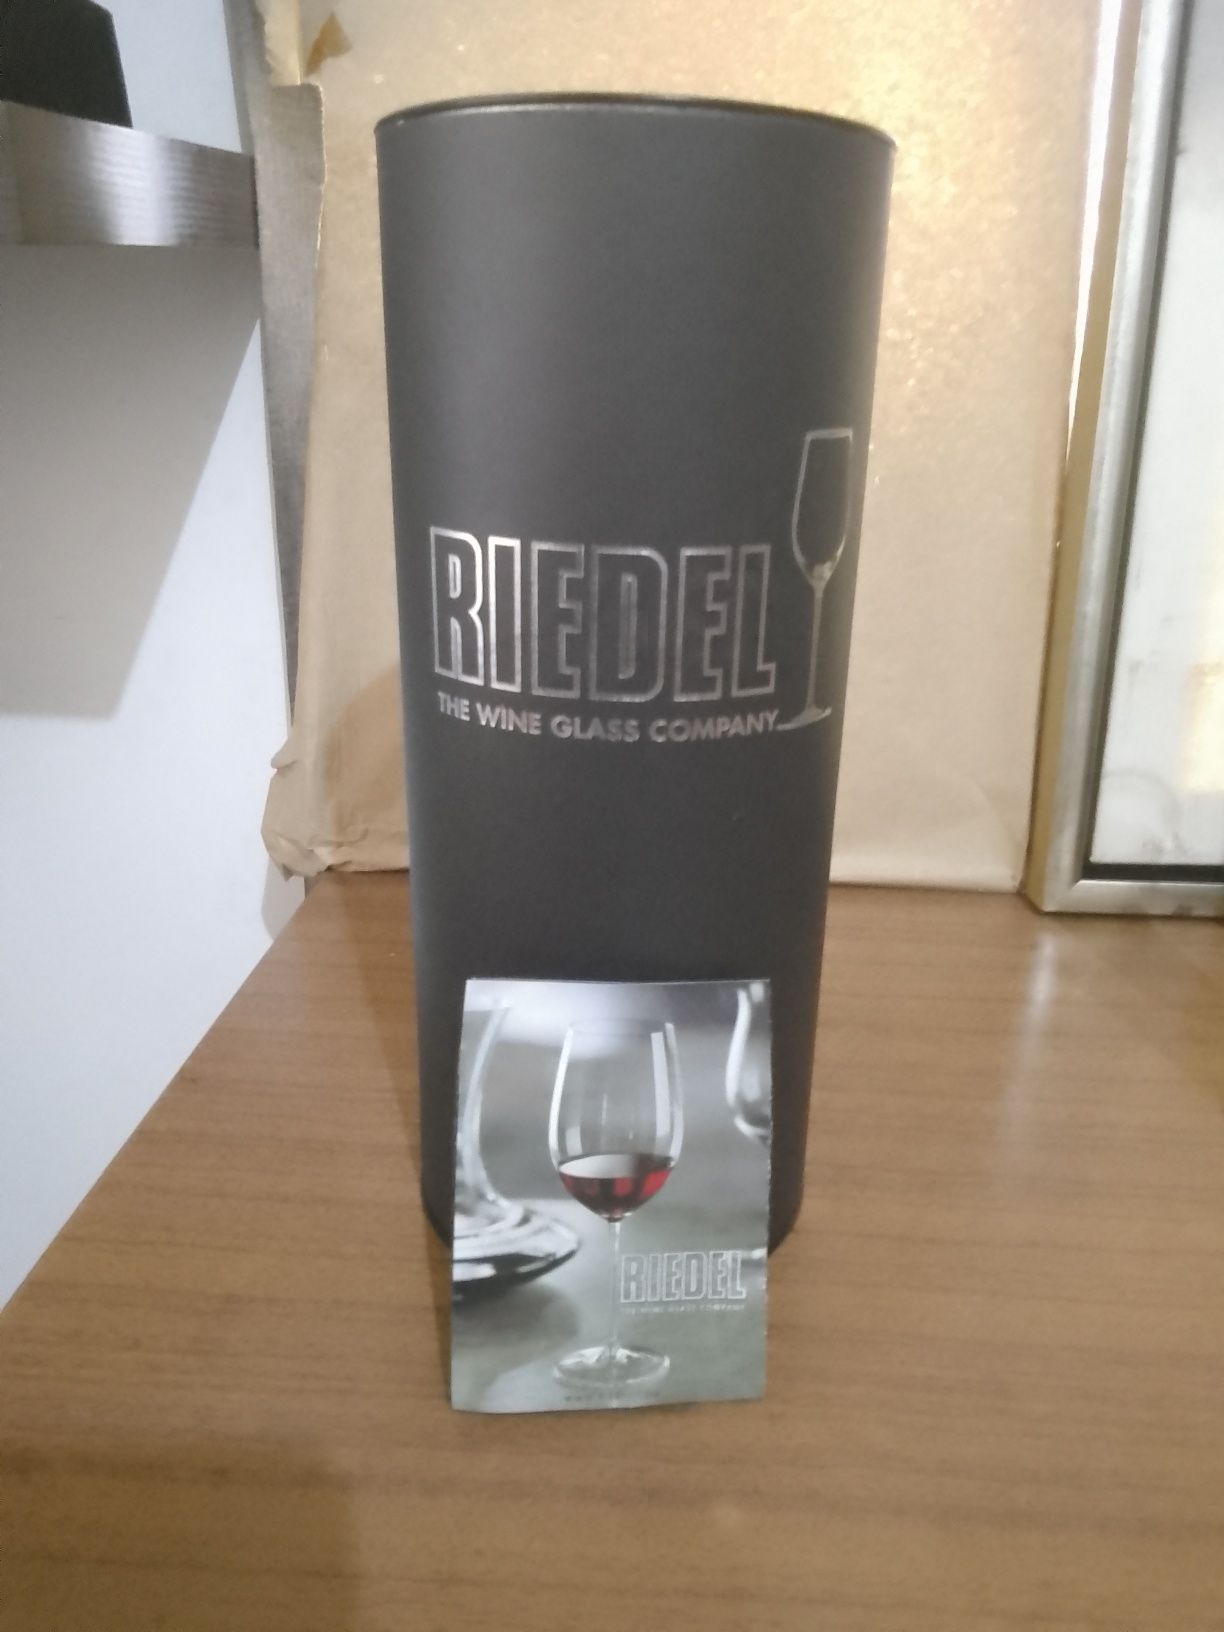 RIEDEL
THE WINE GLASS COMPANY
RIEDEL
THE WINE GLASS COMPANY